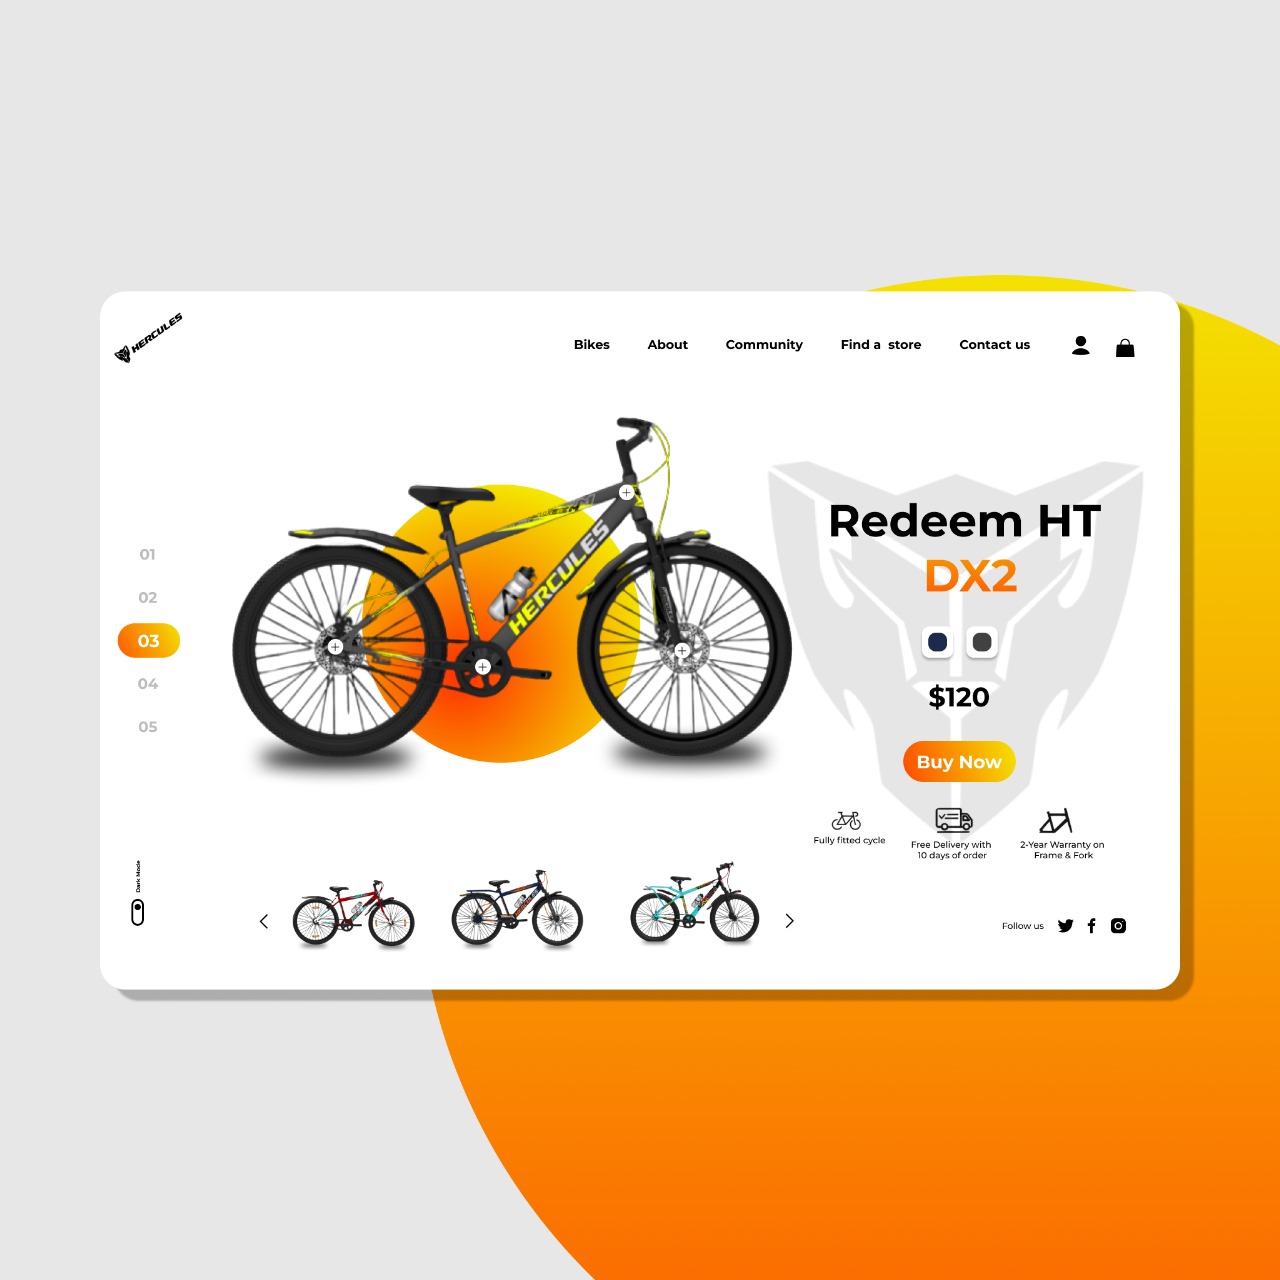 HERCULES
Bikes About Community Find a store Contact us
Redeem HT
DX2
HERCULES
01
02
03
04
05
$120
Buy Now
Fully fitted cycle
Free Delivery with
10 days of order
2-Year Warranty on
Frame & Fork
Dark Mode
Follow us